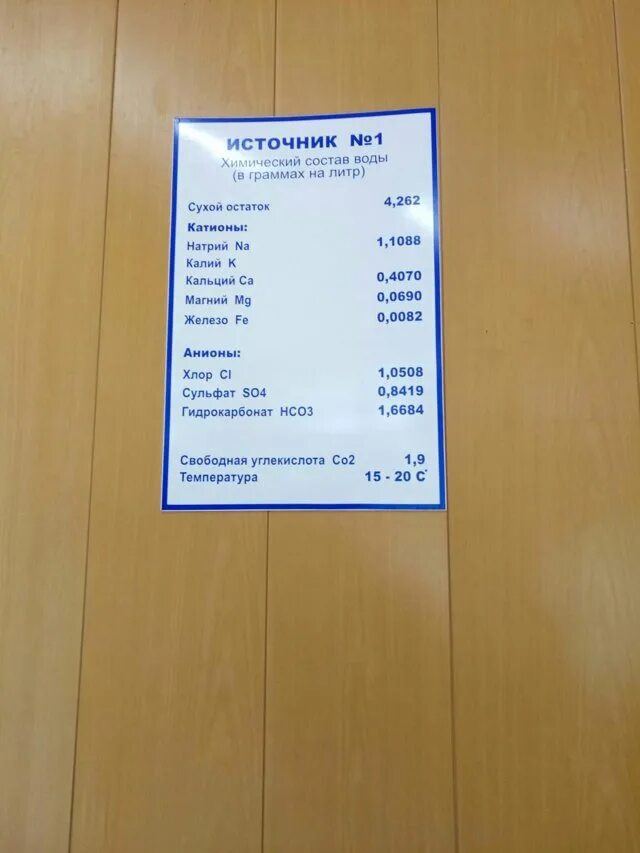 ИСТОЧНИК №1
Химический состав воды
(в граммах на литр)
Сухой остаток 4,262
Катионы:
Натрий Na 1,1088
Калий K
Кальций Ca 0,4070
Магний Mg 0,0690
Железо Fe 0,0082
Анионы:
Хлор Cl 1,0508
Сульфат SO4 0,8419
Гидрокарбонат HCO3 1,6684
Свободная углекислота Co2 1,9
Температура 15 - 20 C°